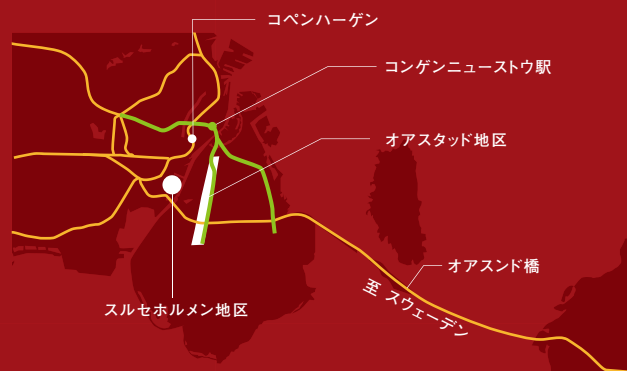 コペンハーゲン
コンゲンニューストウ駅
オアスタッド地区
オアスンド橋
至 スウェーデン
スルセホルメン地区